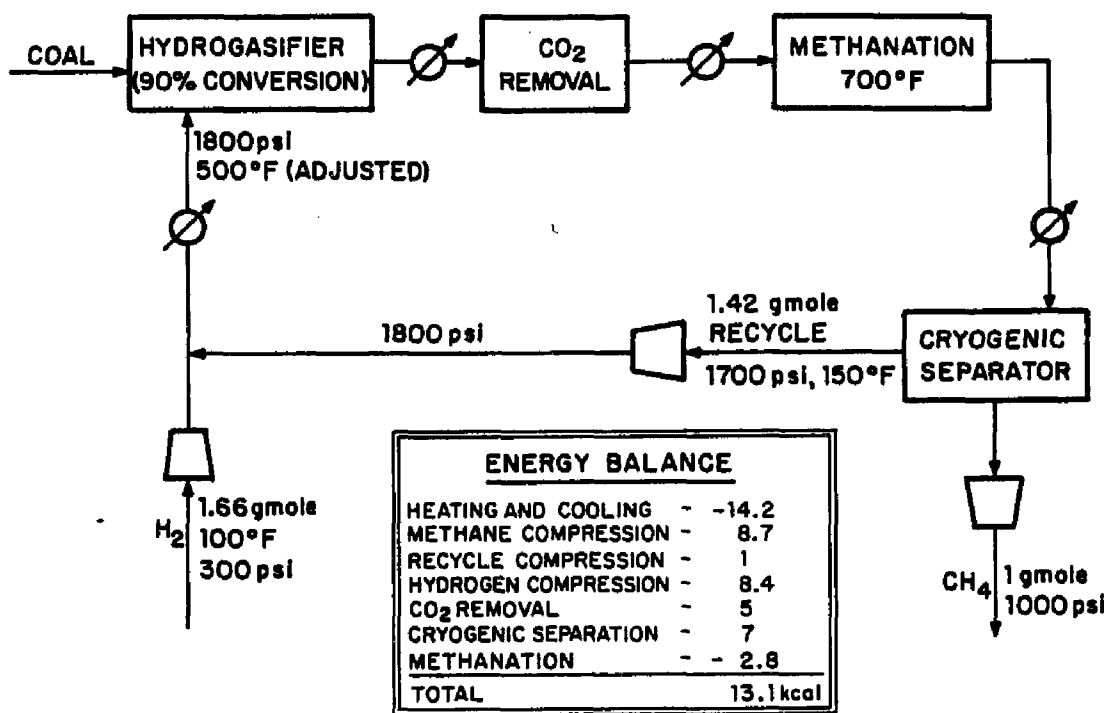 COAL
HYDROGASIFIER
(90% CONVERSION)
CO2
REMOVAL
METHANATION
700°F
1800psi
500°F (ADJUSTED)
1800 psi
1.42 gmole
RECYCLE
1700 psi, 150°F
CRYOGENIC
SEPARATOR
H2
1.66gmole
100°F
300 psi
ENERGY BALANCE
HEATING AND COOLING - -14.2
METHANE COMPRESSION - 8.7
RECYCLE COMPRESSION - 1
HYDROGEN COMPRESSION - 8.4
CO2 REMOVAL - 5
CRYOGENIC SEPARATION - 7
METHANATION - - 2.8
TOTAL 13.1kcal
CH4
1 gmole
1000 psi